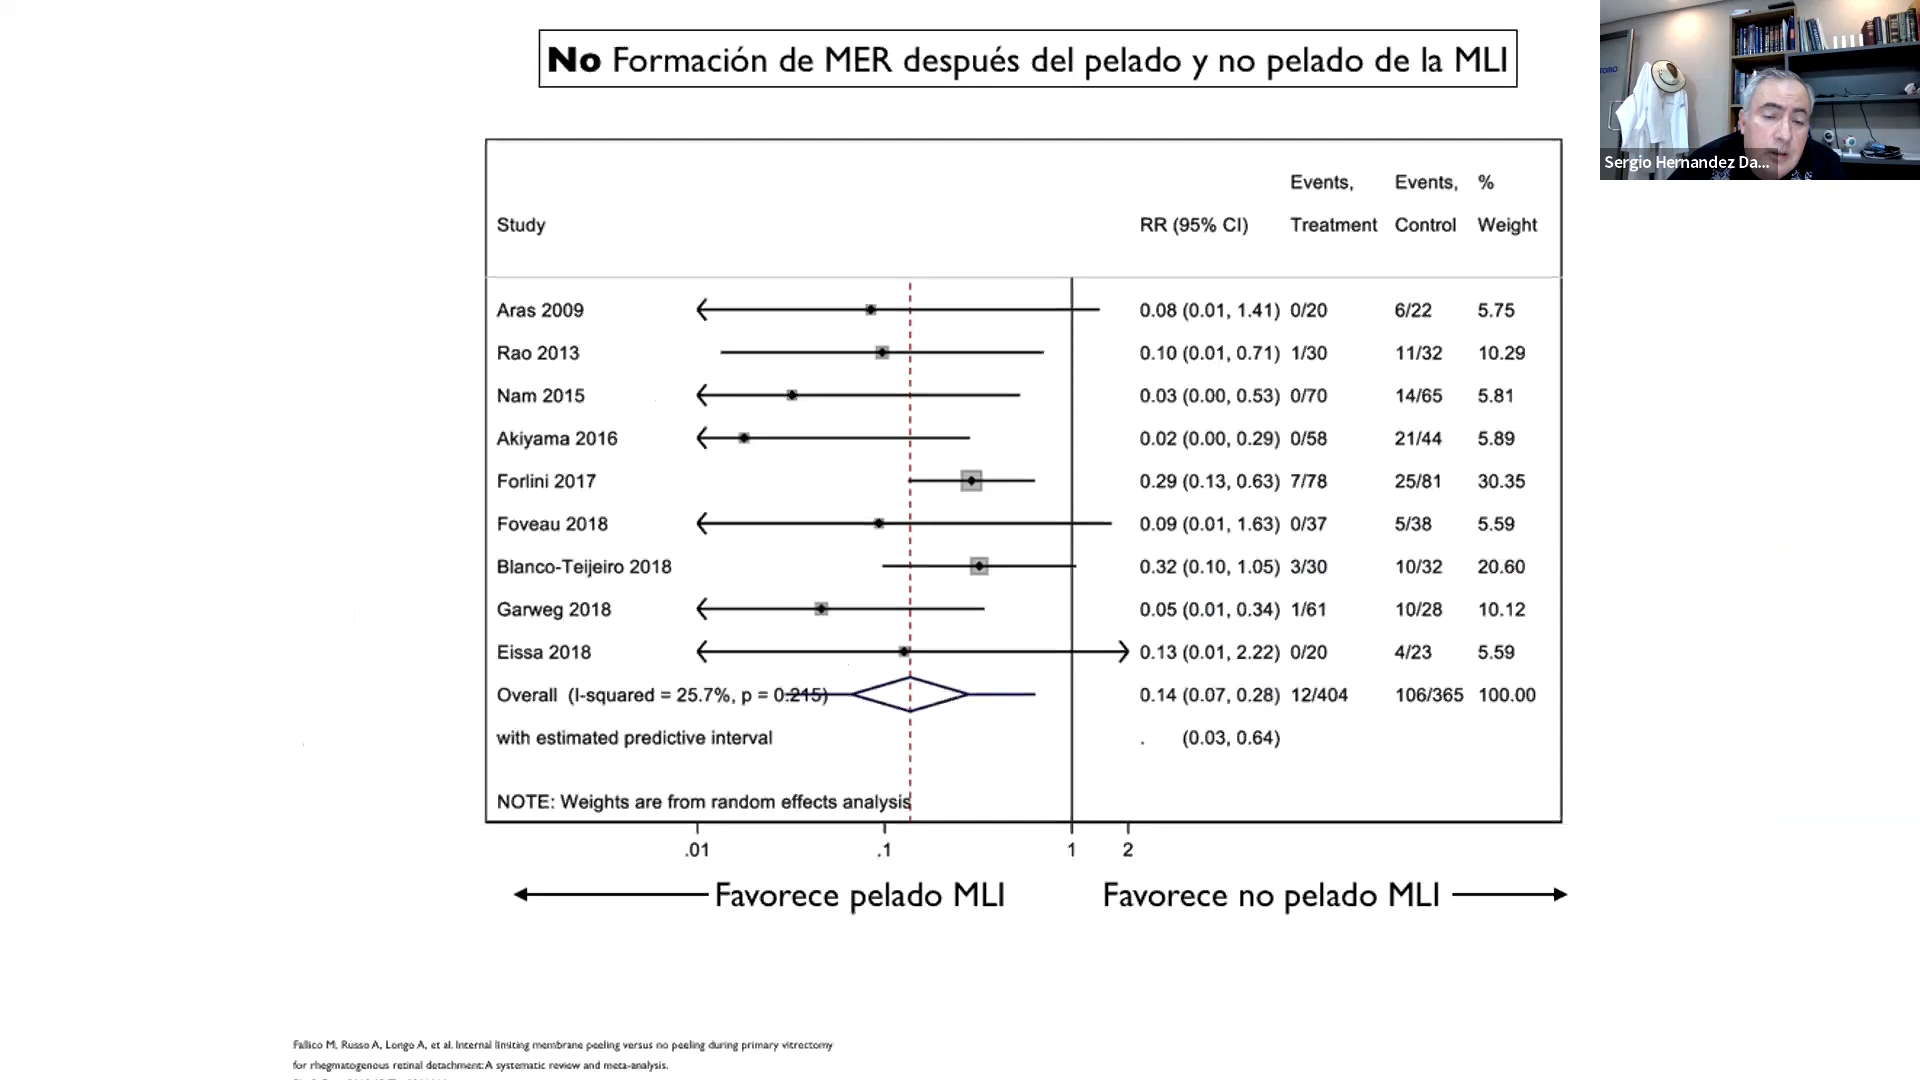 No Formación de MER después del pelado y no pelado de la MLI
Sergio Hernandez Da...
Events, Events, %
Study RR (95% CI) Treatment Control Weight
Aras 2009 0.08 (0.01, 1.41) 0/20 6/22 5.75
Rao 2013 0.10 (0.01, 0.71) 1/30 11/32 10.29
Nam 2015 0.03 (0.00, 0.53) 0/70 14/65 5.81
Akiyama 2016 0.02 (0.00, 0.29) 0/58 21/44 5.89
Forlini 2017 0.29 (0.13, 0.63) 7/78 25/81 30.35
Foveau 2018 0.09 (0.01, 1.63) 0/37 5/38 5.59
Blanco-Teijeiro 2018 0.32 (0.10, 1.05) 3/30 10/32 20.60
Garweg 2018 0.05 (0.01, 0.34) 1/61 10/28 10.12
Eissa 2018 0.13 (0.01, 2.22) 0/20 4/23 5.59
Overall (I-squared = 25.7%, p = 0.215) 0.14 (0.07, 0.28) 12/404 106/365 100.00
with estimated predictive interval . (0.03, 0.64)
NOTE: Weights are from random effects analysis
.01 .1 1 2
Favorece pelado MLI Favorece no pelado MLI
Fallico M, Russo A, Longo A, et al. Internal limiting membrane peeling versus no peeling during primary vitrectomy
for rhegmatogenous retinal detachment: A systematic review and meta-analysis.